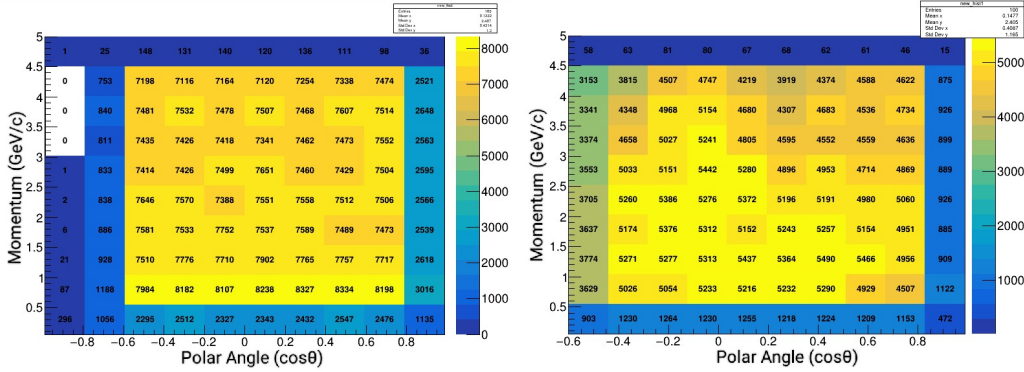 Entries
Mean x
Mean y
Std Dev x
Std Dev y
5 1 25 148 131 140 120 136 111 98 36
4.5 0 753 7198 7116 7164 7120 7254 7338 7474 2521 8000
4 0 840 7481 7532 7478 7507 7468 7607 7514 2648 7000
3.5 0 811 7435 7426 7418 7341 7462 7473 7552 2563 6000
3 1 833 7414 7426 7499 7651 7460 7429 7504 2595 5000
2.5 2 838 7646 7570 7388 7551 7558 7512 7506 2566 4000
2 6 886 7581 7533 7752 7537 7589 7489 7473 2539 3000
1.5 21 928 7510 7776 7710 7902 7765 7757 7717 2618 2000
1 87 1188 7984 8182 8107 8238 8327 8334 8198 3016 1000
0.5 296 1056 2295 2512 2327 2343 2432 2547 2476 1135 0
−0.8 −0.6 −0.4 −0.2 0 0.2 0.4 0.6 0.8
Momentum (GeV/c)
Polar Angle (cosθ)
new_hist1
Entries 130
Mean x 0.1477
Mean y 2.405
Std Dev x
Std Dev y 1.165
5 58 63 81 80 67 68 62 61 46 15
4.5 3153 3815 4507 4747 4219 3919 4374 4588 4622 875 5000
4 3341 4348 4968 5154 4680 4307 4683 4536 4734 926 4000
3.5 3374 4658 5027 5241 4805 4595 4552 4559 4636 899
3 3553 5033 5151 5442 5280 4896 4953 4714 4869 889 3000
2.5 3705 5260 5386 5276 5372 5196 5191 4980 5060 926
2 3637 5174 5376 5312 5152 5243 5257 5154 4951 885 2000
1.5 3774 5271 5277 5313 5437 5364 5490 5466 4956 909
1 3629 5026 5054 5233 5216 5232 5290 4929 4507 1122 1000
0.5 903 1230 1264 1230 1255 1218 1224 1209 1153 472
−0.6 −0.4 −0.2 0 0.2 0.4 0.6 0.8
Momentum (GeV/c)
Polar Angle (cosθ)